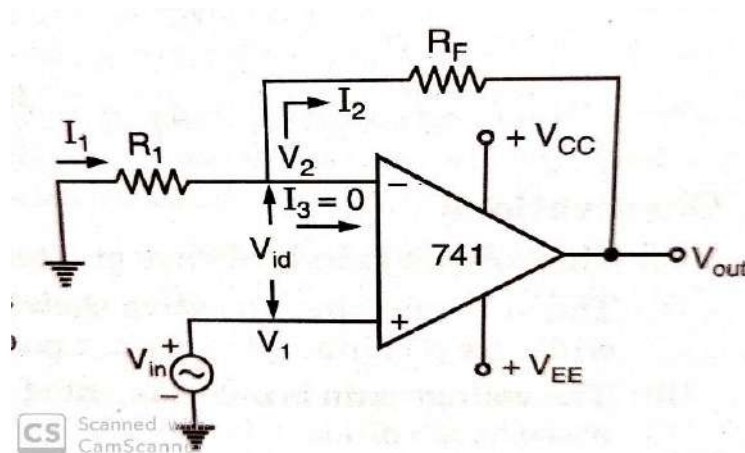 R_F
I_2
I_1
R_1
V_2
+ V_CC
I_3 = 0
−
V_id
741
V_out
+
V_1
V_in
+
−
+ V_EE
CS Scanned with
CamScanner